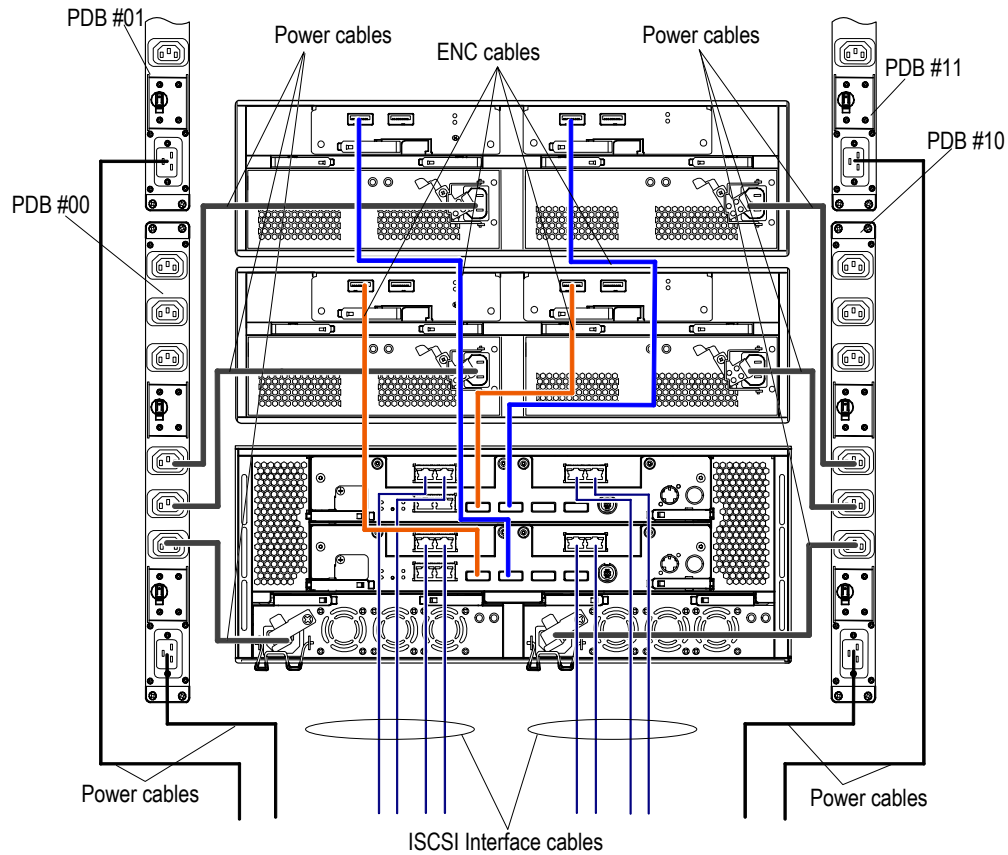 PDB #01
Power cables
ENC cables
Power cables
PDB #11
PDB #10
PDB #00
Power cables
Power cables
ISCSI Interface cables